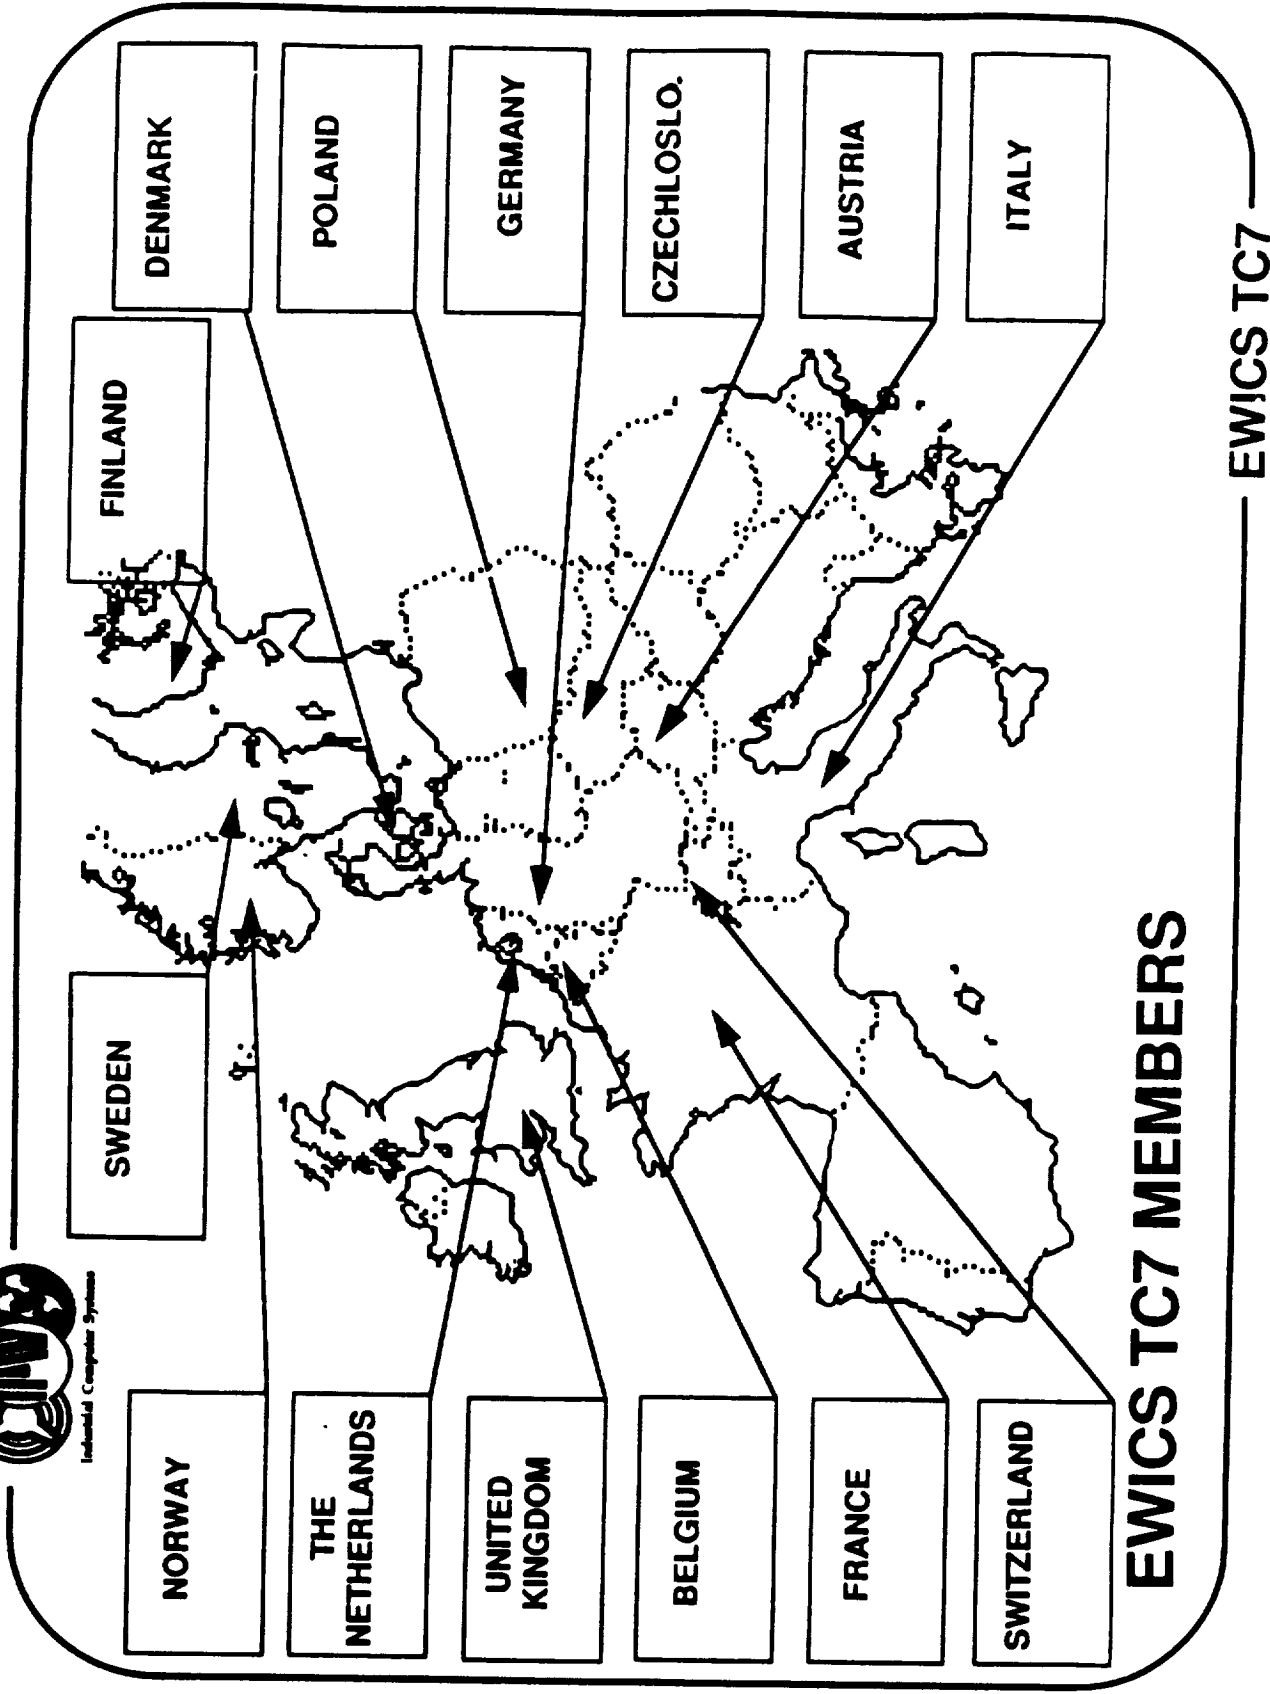 Industrial Computer Systems
SWEDEN
FINLAND
NORWAY
THE
NETHERLANDS
UNITED
KINGDOM
BELGIUM
FRANCE
SWITZERLAND
DENMARK
POLAND
GERMANY
CZECHLOSLO.
AUSTRIA
ITALY
EWICS TC7 MEMBERS
EWICS TC7